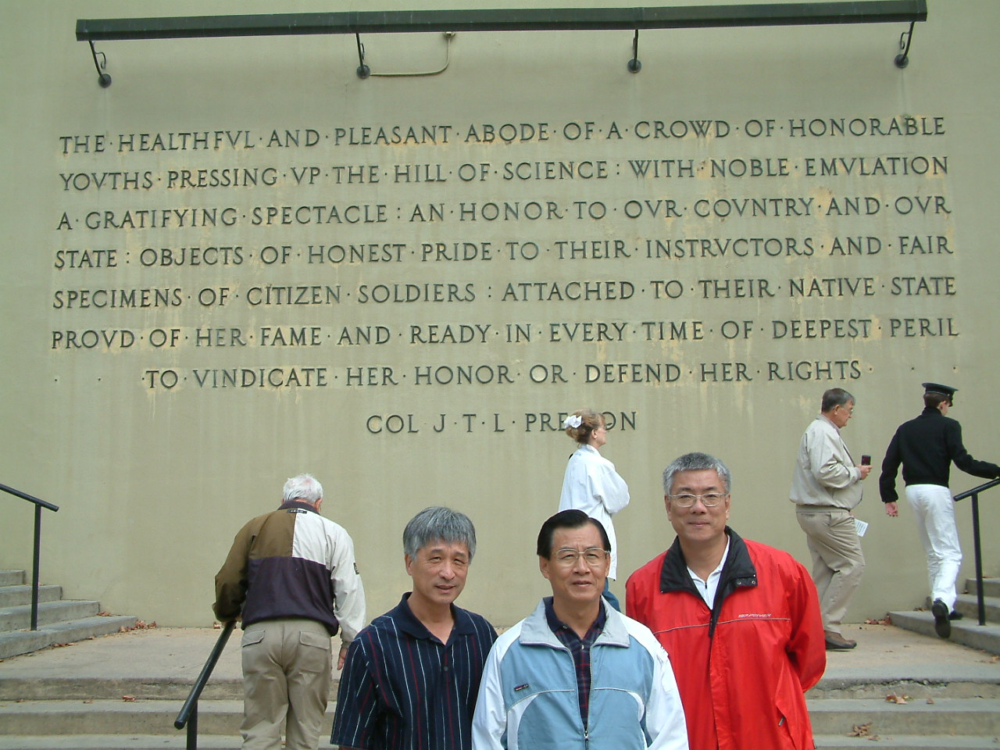 THE·HEALTHFVL·AND·PLEASANT·ABODE·OF·A·CROWD·OF·HONORABLE
YOVTHS·PRESSING·VP·THE·HILL·OF·SCIENCE:WITH·NOBLE·EMVLATION
A·GRATIFYING·SPECTACLE:AN·HONOR·TO·OVR·COVNTRY·AND·OVR
STATE:OBJECTS·OF·HONEST·PRIDE·TO·THEIR·INSTRVCTORS·AND·FAIR
SPECIMENS·OF·CITIZEN·SOLDIERS:ATTACHED·TO·THEIR·NATIVE·STATE
PROVD·OF·HER·FAME·AND·READY·IN·EVERY·TIME·OF·DEEPEST·PERIL
·TO·VINDICATE·HER·HONOR·OR·DEFEND·HER·RIGHTS·
COL J·T·L·